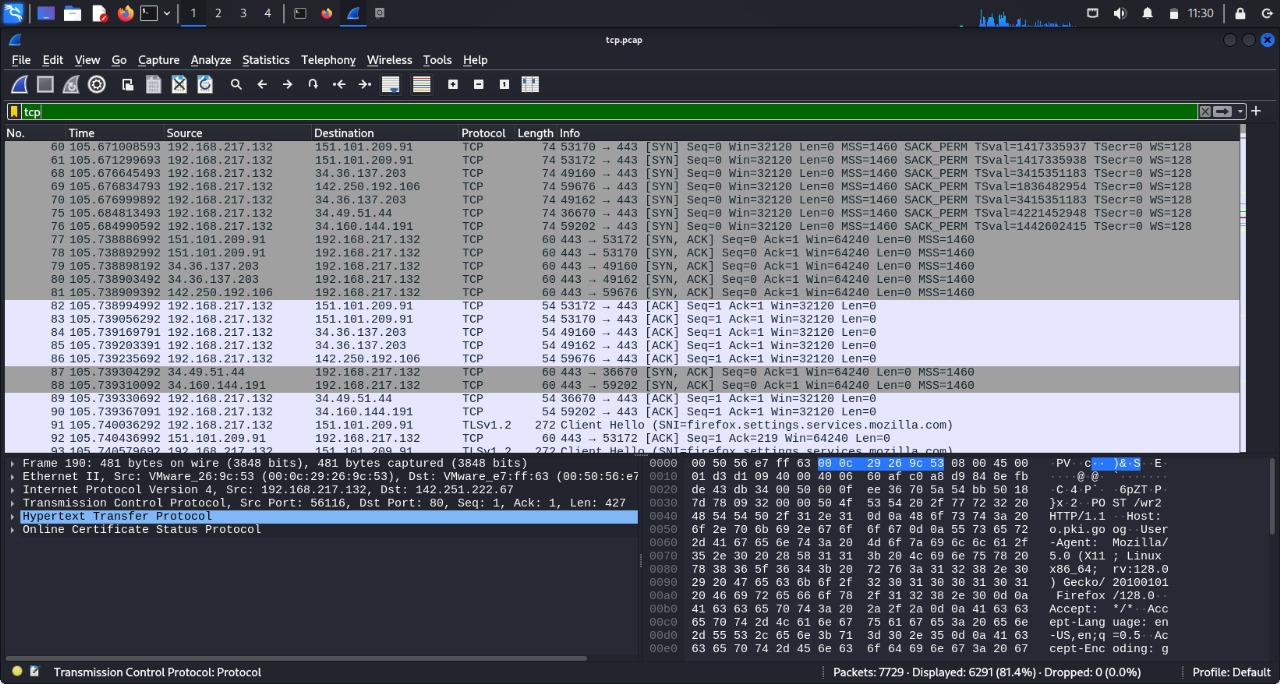 1 2 3 4 11:30
tcp.pcap
File Edit View Go Capture Analyze Statistics Telephony Wireless Tools Help
tcp
No. Time Source Destination Protocol Length Info
60 105.671008593 192.168.217.132 151.101.209.91 TCP 74 53170 → 443 [SYN] Seq=0 Win=32120 Len=0 MSS=1460 SACK_PERM TSval=1417335937 TSecr=0 WS=128
61 105.671299693 192.168.217.132 151.101.209.91 TCP 74 53172 → 443 [SYN] Seq=0 Win=32120 Len=0 MSS=1460 SACK_PERM TSval=1417335938 TSecr=0 WS=128
68 105.676645493 192.168.217.132 34.36.137.203 TCP 74 49160 → 443 [SYN] Seq=0 Win=32120 Len=0 MSS=1460 SACK_PERM TSval=3415351183 TSecr=0 WS=128
69 105.676834793 192.168.217.132 142.250.192.106 TCP 74 59676 → 443 [SYN] Seq=0 Win=32120 Len=0 MSS=1460 SACK_PERM TSval=1836482954 TSecr=0 WS=128
70 105.676999892 192.168.217.132 34.36.137.203 TCP 74 49162 → 443 [SYN] Seq=0 Win=32120 Len=0 MSS=1460 SACK_PERM TSval=3415351183 TSecr=0 WS=128
75 105.684813493 192.168.217.132 34.49.51.44 TCP 74 36670 → 443 [SYN] Seq=0 Win=32120 Len=0 MSS=1460 SACK_PERM TSval=4221452948 TSecr=0 WS=128
76 105.684990592 192.168.217.132 34.160.144.191 TCP 74 59202 → 443 [SYN] Seq=0 Win=32120 Len=0 MSS=1460 SACK_PERM TSval=1442602415 TSecr=0 WS=128
77 105.738886992 151.101.209.91 192.168.217.132 TCP 60 443 → 53172 [SYN, ACK] Seq=0 Ack=1 Win=64240 Len=0 MSS=1460
78 105.738892992 151.101.209.91 192.168.217.132 TCP 60 443 → 53170 [SYN, ACK] Seq=0 Ack=1 Win=64240 Len=0 MSS=1460
79 105.738898192 34.36.137.203 192.168.217.132 TCP 60 443 → 49160 [SYN, ACK] Seq=0 Ack=1 Win=64240 Len=0 MSS=1460
80 105.738903492 34.36.137.203 192.168.217.132 TCP 60 443 → 49162 [SYN, ACK] Seq=0 Ack=1 Win=64240 Len=0 MSS=1460
81 105.738909392 142.250.192.106 192.168.217.132 TCP 60 443 → 59676 [SYN, ACK] Seq=0 Ack=1 Win=64240 Len=0 MSS=1460
82 105.738994992 192.168.217.132 151.101.209.91 TCP 54 53172 → 443 [ACK] Seq=1 Ack=1 Win=32120 Len=0
83 105.739056292 192.168.217.132 151.101.209.91 TCP 54 53170 → 443 [ACK] Seq=1 Ack=1 Win=32120 Len=0
84 105.739169791 192.168.217.132 34.36.137.203 TCP 54 49160 → 443 [ACK] Seq=1 Ack=1 Win=32120 Len=0
85 105.739203391 192.168.217.132 34.36.137.203 TCP 54 49162 → 443 [ACK] Seq=1 Ack=1 Win=32120 Len=0
86 105.739235692 192.168.217.132 142.250.192.106 TCP 54 59676 → 443 [ACK] Seq=1 Ack=1 Win=32120 Len=0
87 105.739304292 34.49.51.44 192.168.217.132 TCP 60 443 → 36670 [SYN, ACK] Seq=0 Ack=1 Win=64240 Len=0 MSS=1460
88 105.739310092 34.160.144.191 192.168.217.132 TCP 60 443 → 59202 [SYN, ACK] Seq=0 Ack=1 Win=64240 Len=0 MSS=1460
89 105.739330692 192.168.217.132 34.49.51.44 TCP 54 36670 → 443 [ACK] Seq=1 Ack=1 Win=32120 Len=0
90 105.739367091 192.168.217.132 34.160.144.191 TCP 54 59202 → 443 [ACK] Seq=1 Ack=1 Win=32120 Len=0
91 105.740036292 192.168.217.132 151.101.209.91 TLSv1.2 272 Client Hello (SNI=firefox.settings.services.mozilla.com)
92 105.740436992 151.101.209.91 192.168.217.132 TCP 60 443 → 53172 [ACK] Seq=1 Ack=219 Win=64240 Len=0
Frame 190: 481 bytes on wire (3848 bits), 481 bytes captured (3848 bits)
Ethernet II, Src: VMware_26:9c:53 (00:0c:29:26:9c:53), Dst: VMware_e7:ff:63 (00:50:56:e7
Internet Protocol Version 4, Src: 192.168.217.132, Dst: 142.251.222.67
Transmission Control Protocol, Src Port: 56116, Dst Port: 80, Seq: 1, Ack: 1, Len: 427
Hypertext Transfer Protocol
Online Certificate Status Protocol
0000 00 50 56 e7 ff 63 00 0c 29 26 9c 53 08 00 45 00 ·PV··c·· )&·S··E·
0010 01 d3 d1 09 40 00 40 06 60 af c0 a8 d9 84 8e fb ····@·@· `·······
0020 de 43 db 34 00 50 60 0f ee 36 70 5a 54 bb 50 18 ·C·4·P`· ·6pZT·P·
0030 7d 78 09 32 00 00 50 4f 53 54 20 2f 77 72 32 20 }x·2··PO ST /wr2
0040 48 54 54 50 2f 31 2e 31 0d 0a 48 6f 73 74 3a 20 HTTP/1.1 ··Host:
0050 6f 2e 70 6b 69 2e 67 6f 6f 67 0d 0a 55 73 65 72 o.pki.go og··User
0060 2d 41 67 65 6e 74 3a 20 4d 6f 7a 69 6c 6c 61 2f -Agent: Mozilla/
0070 35 2e 30 20 28 58 31 31 3b 20 4c 69 6e 75 78 20 5.0 (X11 ; Linux
0080 78 38 36 5f 36 34 3b 20 72 76 3a 31 32 38 2e 30 x86_64; rv:128.0
0090 29 20 47 65 63 6b 6f 2f 32 30 31 30 30 31 30 31 ) Gecko/ 20100101
00a0 20 46 69 72 65 66 6f 78 2f 31 32 38 2e 30 0d 0a Firefox /128.0··
00b0 41 63 63 65 70 74 3a 20 2a 2f 2a 0d 0a 41 63 63 Accept: */*··Acc
00c0 65 70 74 2d 4c 61 6e 67 75 61 67 65 3a 20 65 6e ept-Lang uage: en
00d0 2d 55 53 2c 65 6e 3b 71 3d 30 2e 35 0d 0a 41 63 -US,en;q =0.5··Ac
00e0 63 65 70 74 2d 45 6e 63 6f 64 69 6e 67 3a 20 67 cept-Enc oding: g
Transmission Control Protocol: Protocol Packets: 7729 · Displayed: 6291 (81.4%) · Dropped: 0 (0.0%) Profile: Default